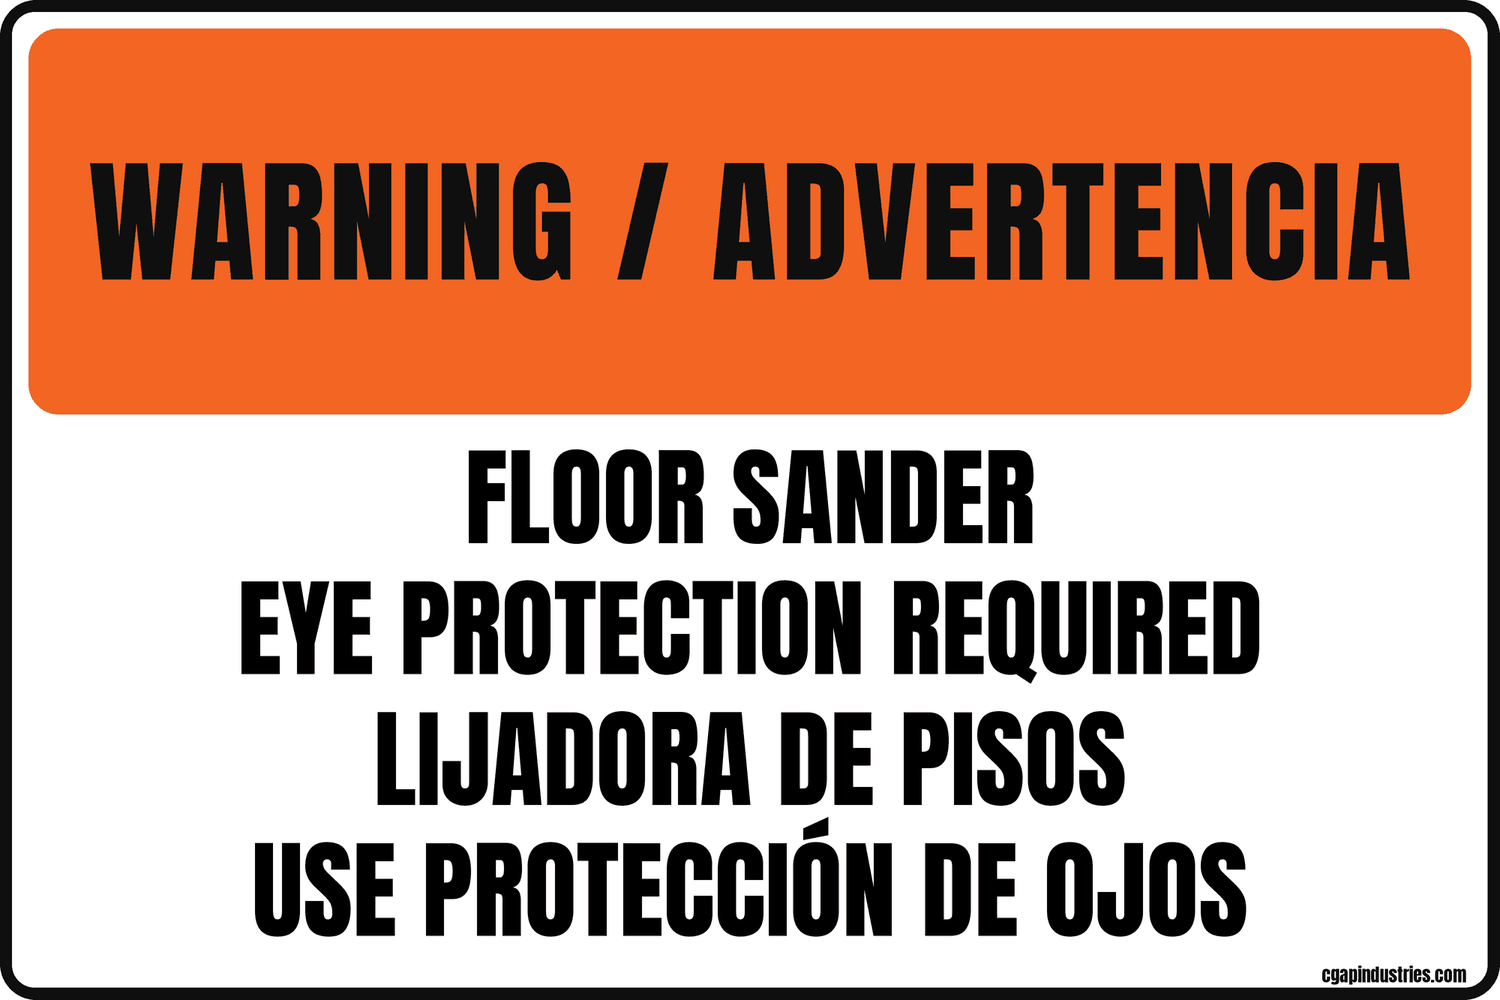 WARNING / ADVERTENCIA
FLOOR SANDER
EYE PROTECTION REQUIRED
LIJADORA DE PISOS
USE PROTECCIÓN DE OJOS
cgapindustries.com